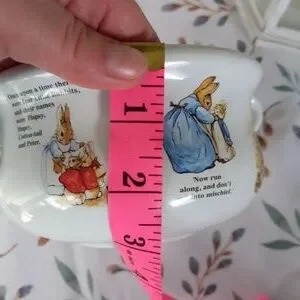 Once upon a time there
were four little Rabbits,
and their names
were Flopsy,
Mopsy,
Cotton-tail
and Peter.
1
2
3
'Now run
along, and don't
into mischief.